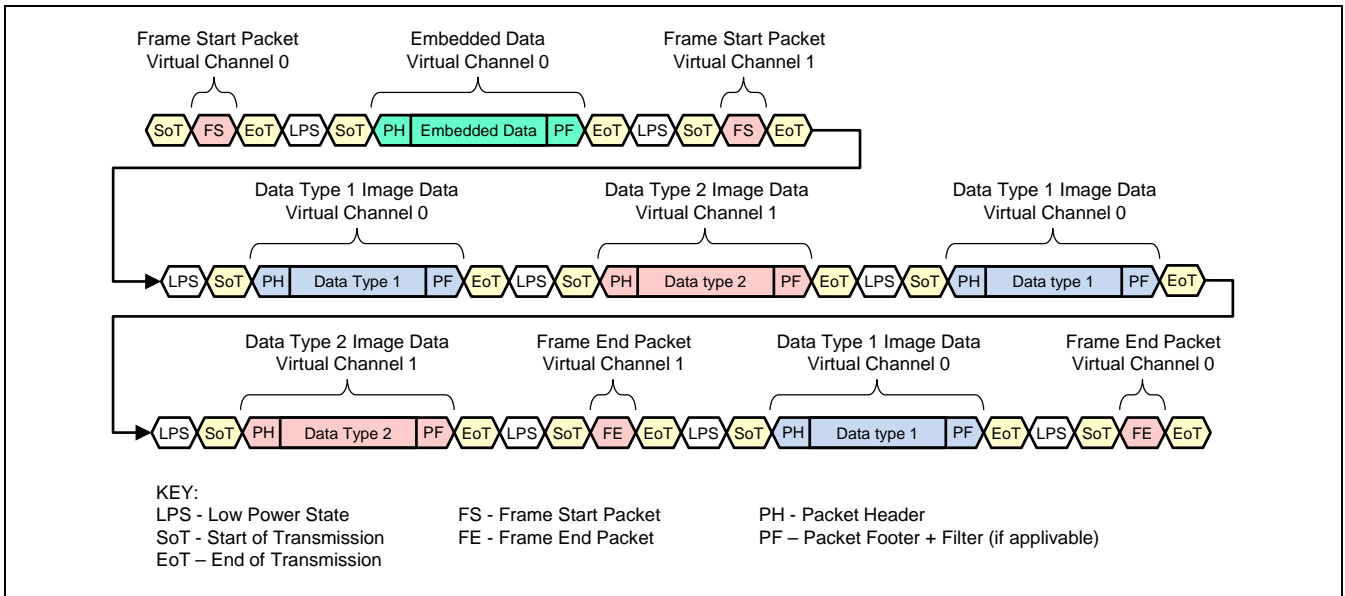 Frame Start Packet
Virtual Channel 0
Embedded Data
Virtual Channel 0
Frame Start Packet
Virtual Channel 1
SoT FS EoT LPS SoT PH Embedded Data PF EoT LPS SoT FS EoT
Data Type 1 Image Data
Virtual Channel 0
Data Type 2 Image Data
Virtual Channel 1
Data Type 1 Image Data
Virtual Channel 0
LPS SoT PH Data Type 1 PF EoT LPS SoT PH Data type 2 PF EoT LPS SoT PH Data type 1 PF EoT
Data Type 2 Image Data
Virtual Channel 1
Frame End Packet
Virtual Channel 1
Data Type 1 Image Data
Virtual Channel 0
Frame End Packet
Virtual Channel 0
LPS SoT PH Data Type 2 PF EoT LPS SoT FE EoT LPS SoT PH Data type 1 PF EoT LPS SoT FE EoT
KEY:
LPS - Low Power State
SoT - Start of Transmission
EoT – End of Transmission
FS - Frame Start Packet
FE - Frame End Packet
PH - Packet Header
PF – Packet Footer + Filter (if applivable)